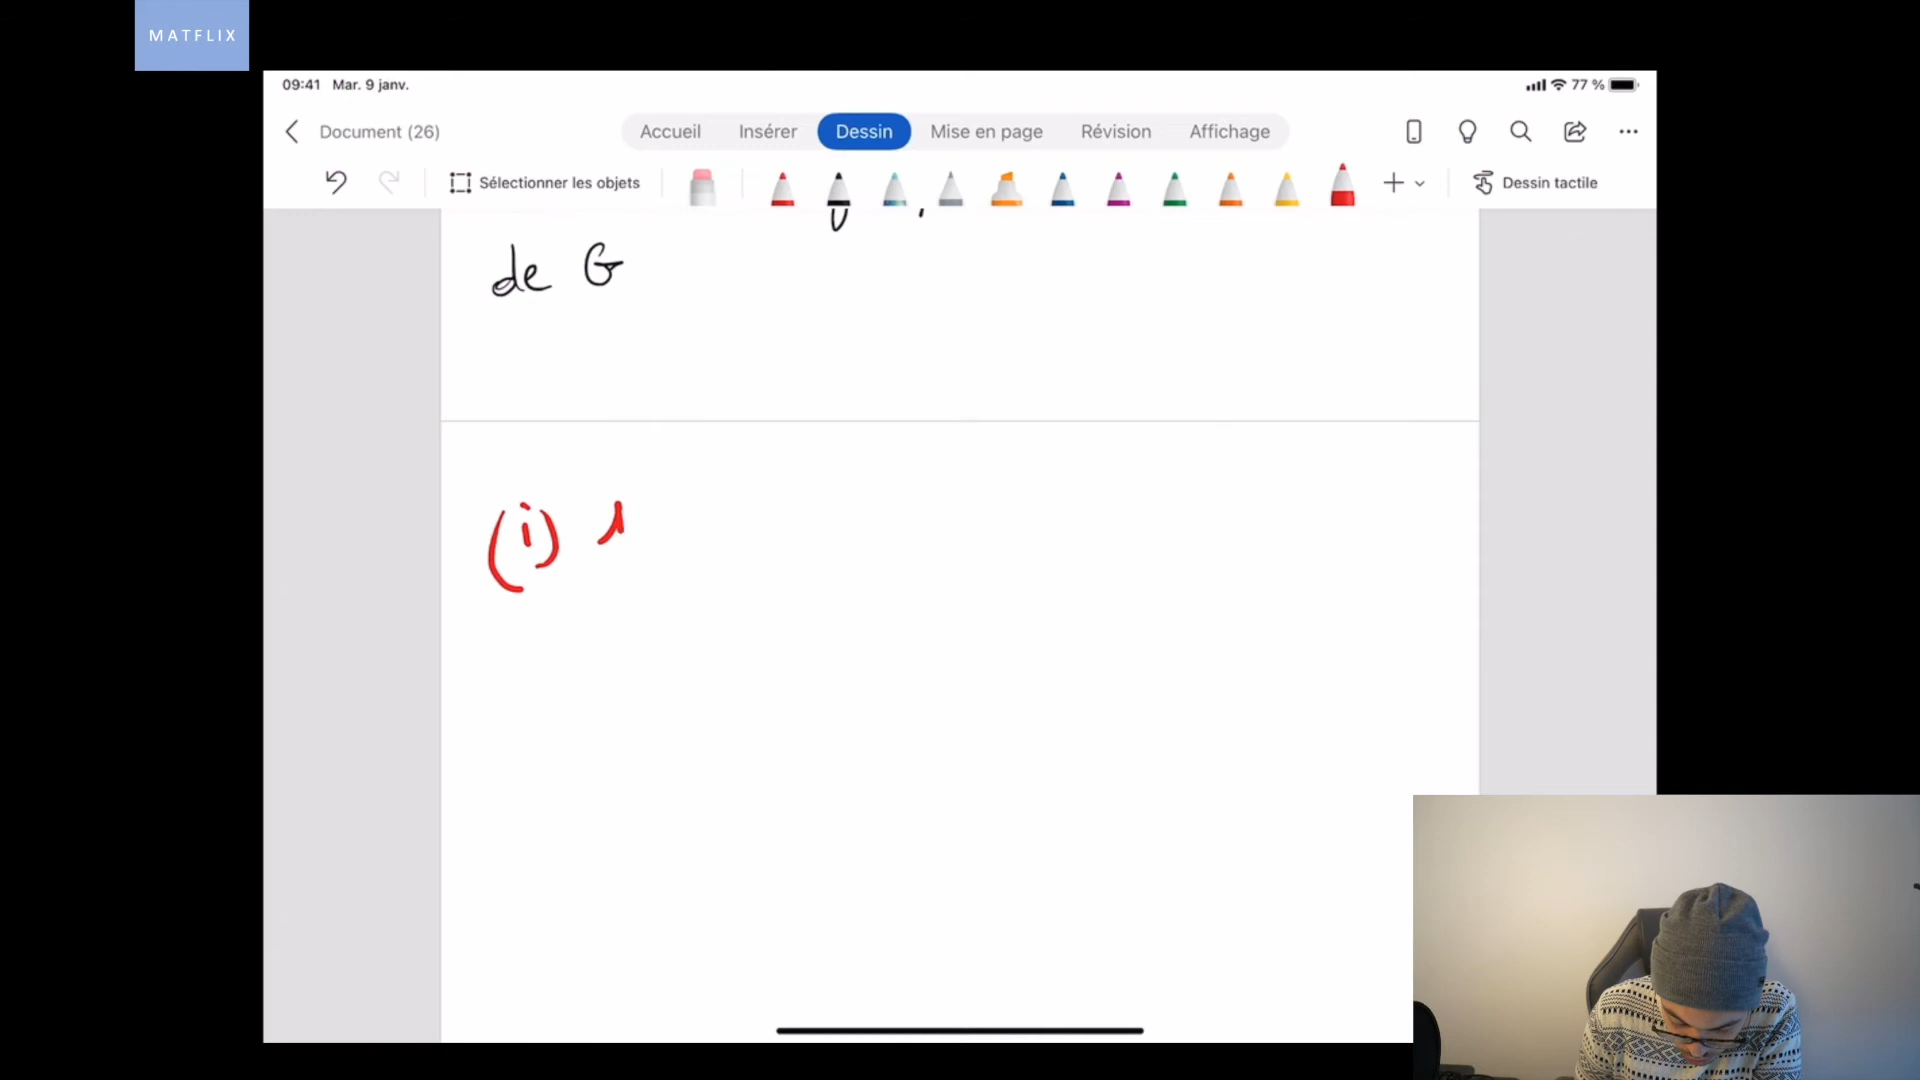 MATFLIX
09:41 Mar. 9 janv. 77 %
Document (26) Accueil Insérer Dessin Mise en page Révision Affichage
Sélectionner les objets Dessin tactile
de G
(i) 1